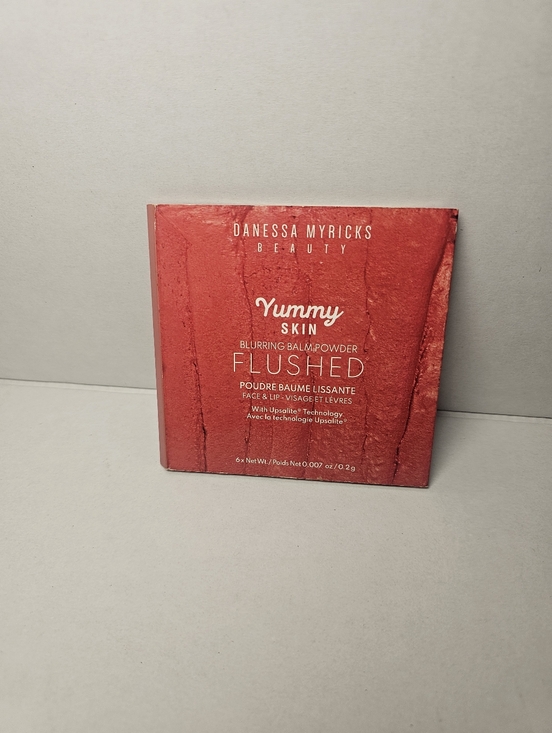 DANESSA MYRICKS
BEAUTY
Yummy
SKIN
BLURRING BALM POWDER
FLUSHED
POUDRE BAUME LISSANTE
FACE & LIP - VISAGE ET LÈVRES
With Upsalite® Technology
Avec la technologie Upsalite®
6x Net Wt. / Poids Net 0.007 oz / 0.2 g